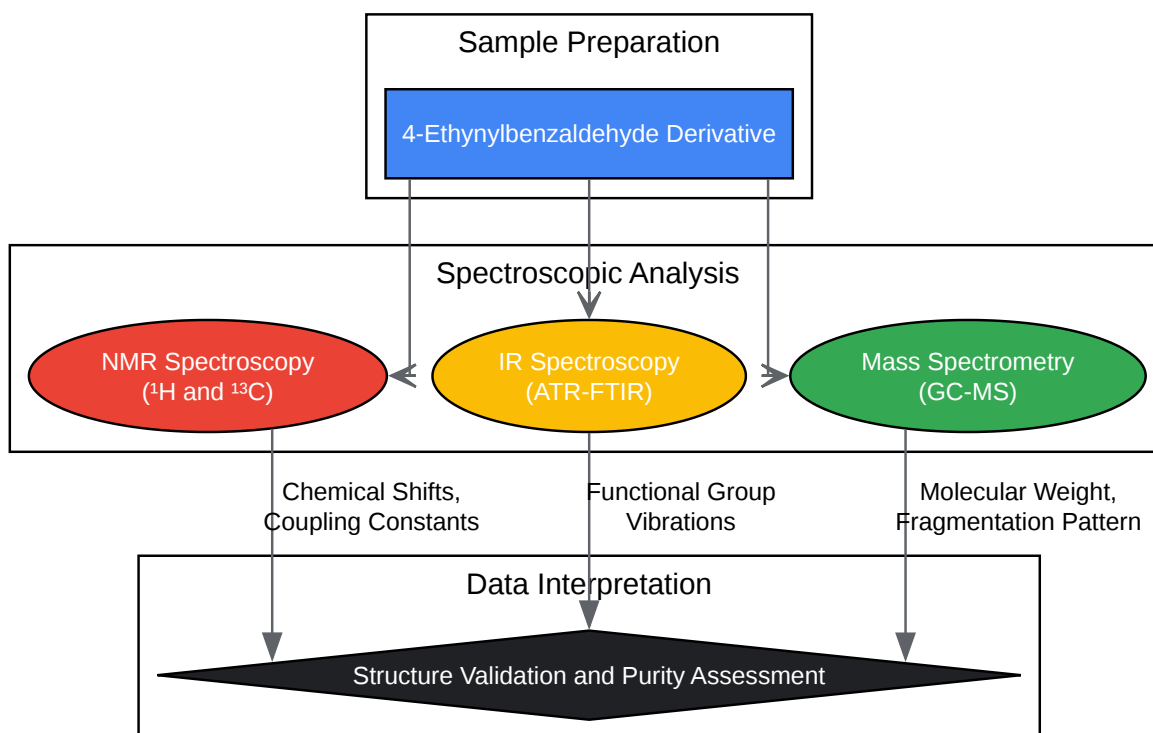 Sample Preparation
4-Ethynylbenzaldehyde Derivative
Spectroscopic Analysis
NMR Spectroscopy
(¹H and ¹³C)
IR Spectroscopy
(ATR-FTIR)
Mass Spectrometry
(GC-MS)
Chemical Shifts,
Coupling Constants
Functional Group
Vibrations
Molecular Weight,
Fragmentation Pattern
Data Interpretation
Structure Validation and Purity Assessment